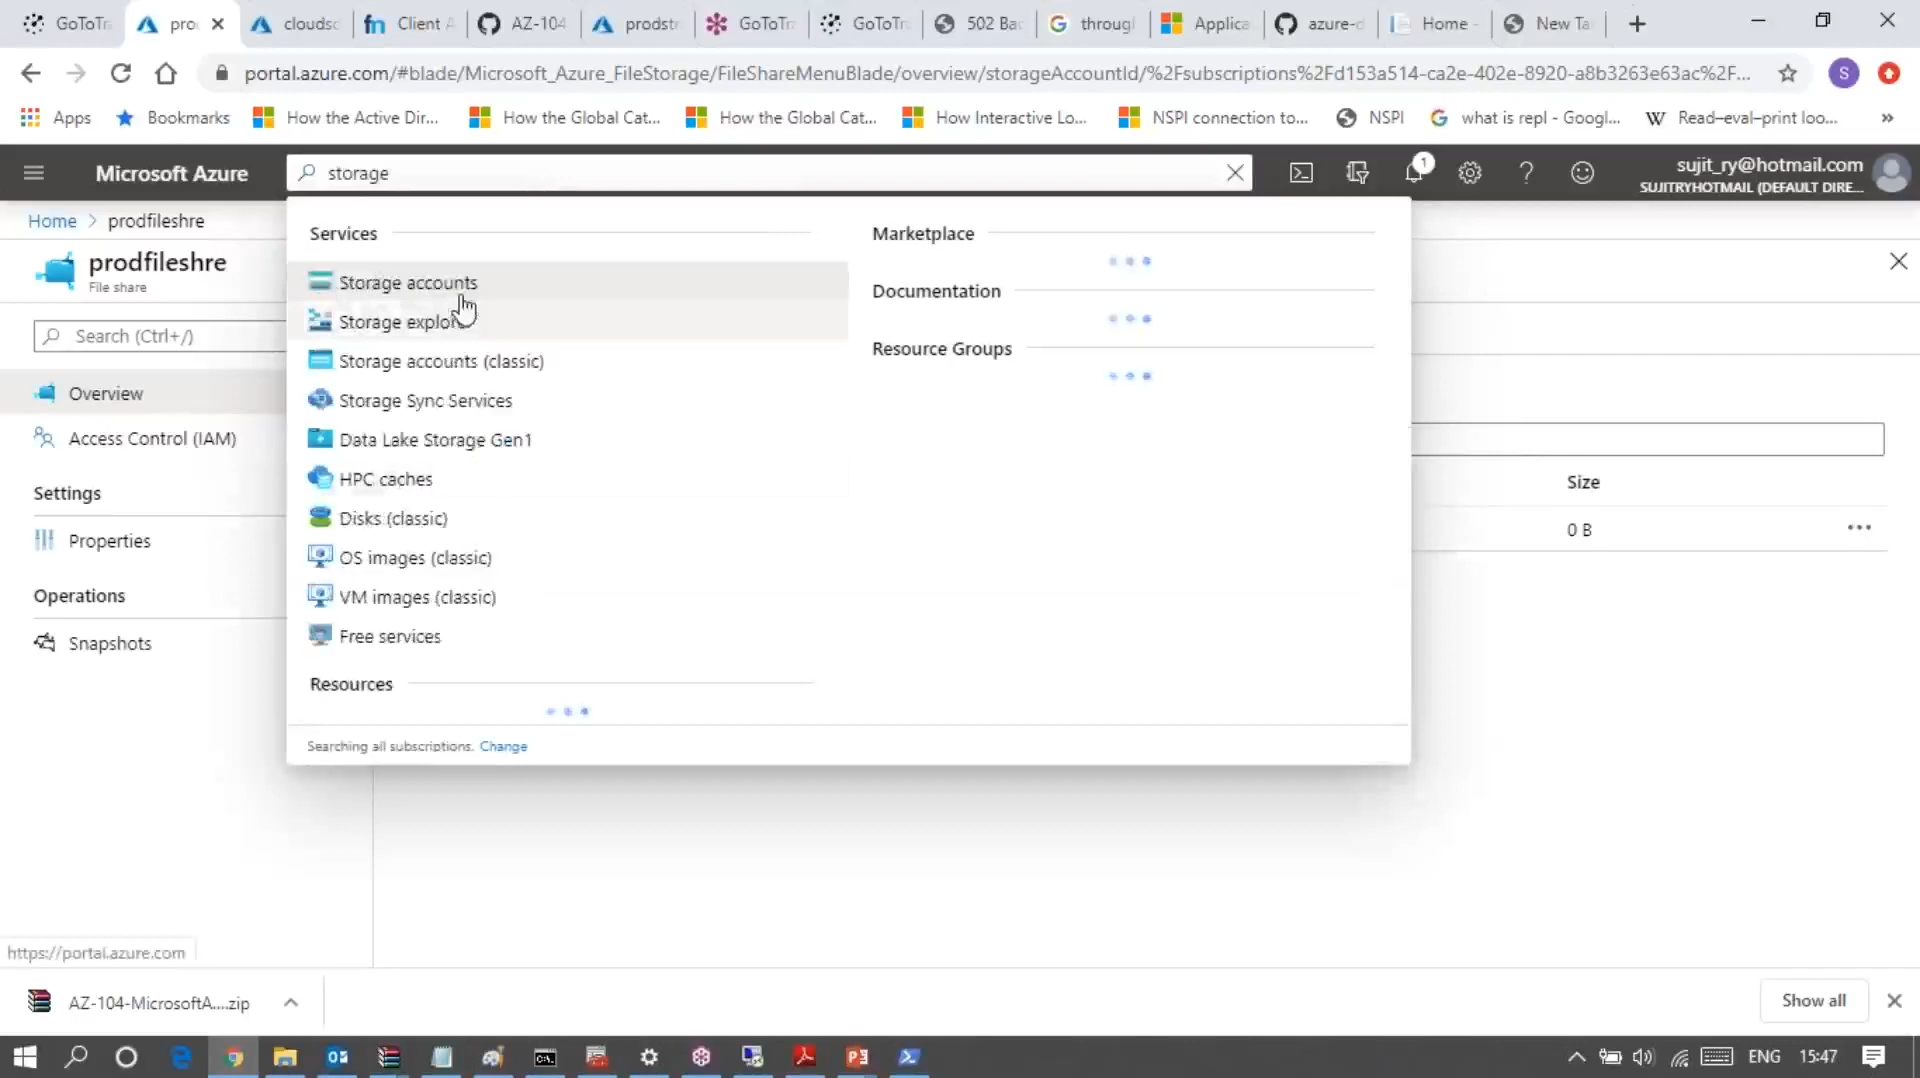 GoToTra
pro
cloudsc
Client A
AZ-104
prodstr
GoToTr
GoToTr
502 Ba
throug
Applica
azure-d
Home -
New Ta
portal.azure.com/#blade/Microsoft_Azure_FileStorage/FileShareMenuBlade/overview/storageAccountId/%2Fsubscriptions%2Fd153a514-ca2e-402e-8920-a8b3263e63ac%2F...
S
Apps
Bookmarks
How the Active Dir...
How the Global Cat...
How the Global Cat...
How Interactive Lo...
NSPI connection to...
NSPI
what is repl - Googl...
Read–eval–print loo...
»
Microsoft Azure
storage
1
sujit_ry@hotmail.com
SUJITRYHOTMAIL (DEFAULT DIRE...
Home > prodfileshre
prodfileshre
File share
Search (Ctrl+/)
Overview
Access Control (IAM)
Settings
Properties
Operations
Snapshots
Services
Storage accounts
Storage explor
Storage accounts (classic)
Storage Sync Services
Data Lake Storage Gen1
HPC caches
Disks (classic)
OS images (classic)
VM images (classic)
Free services
Resources
Searching all subscriptions. Change
Marketplace
Documentation
Resource Groups
Size
0 B
https://portal.azure.com
AZ-104-MicrosoftA....zip
Show all
ENG
15:47